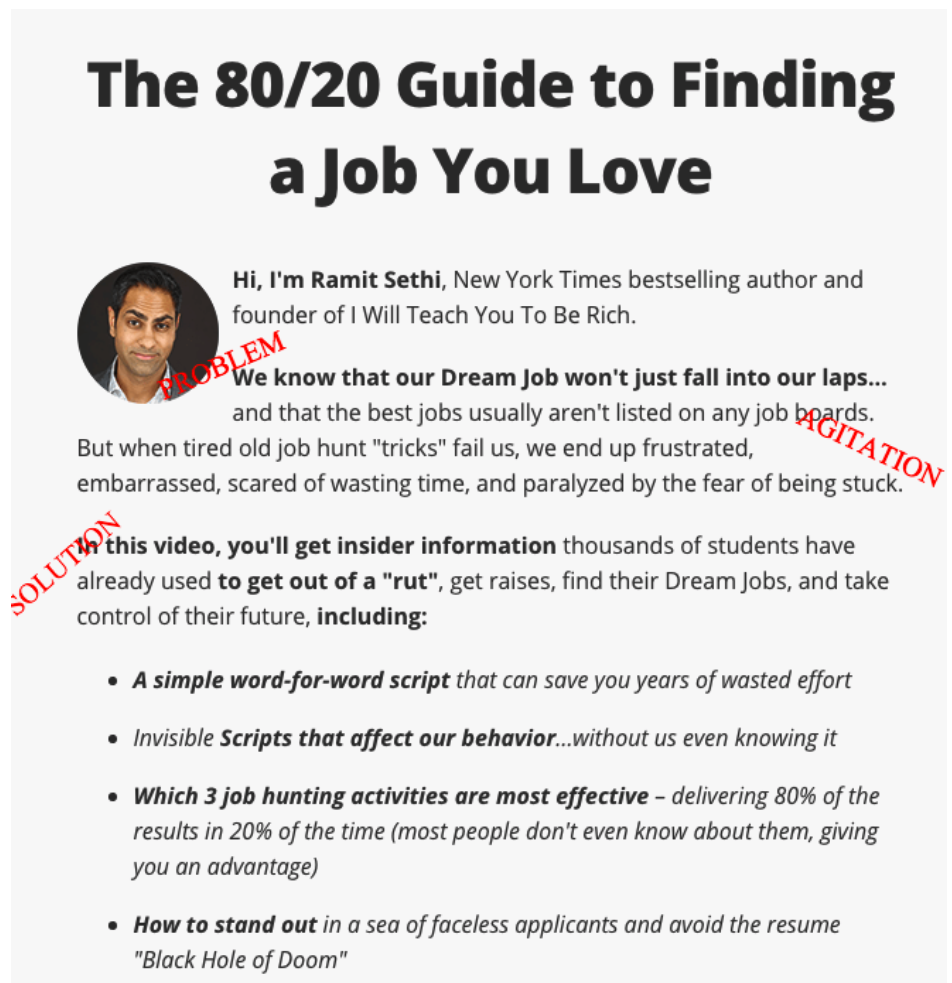 The 80/20 Guide to Finding
a Job You Love
Hi, I'm Ramit Sethi, New York Times bestselling author and
founder of I Will Teach You To Be Rich.
PROBLEM
We know that our Dream Job won't just fall into our laps...
and that the best jobs usually aren't listed on any job boards.
AGITATION
But when tired old job hunt "tricks" fail us, we end up frustrated,
embarrassed, scared of wasting time, and paralyzed by the fear of being stuck.
SOLUTION
In this video, you'll get insider information thousands of students have
already used to get out of a "rut", get raises, find their Dream Jobs, and take
control of their future, including:
• A simple word-for-word script that can save you years of wasted effort
• Invisible Scripts that affect our behavior...without us even knowing it
• Which 3 job hunting activities are most effective – delivering 80% of the
results in 20% of the time (most people don't even know about them, giving
you an advantage)
• How to stand out in a sea of faceless applicants and avoid the resume
"Black Hole of Doom"